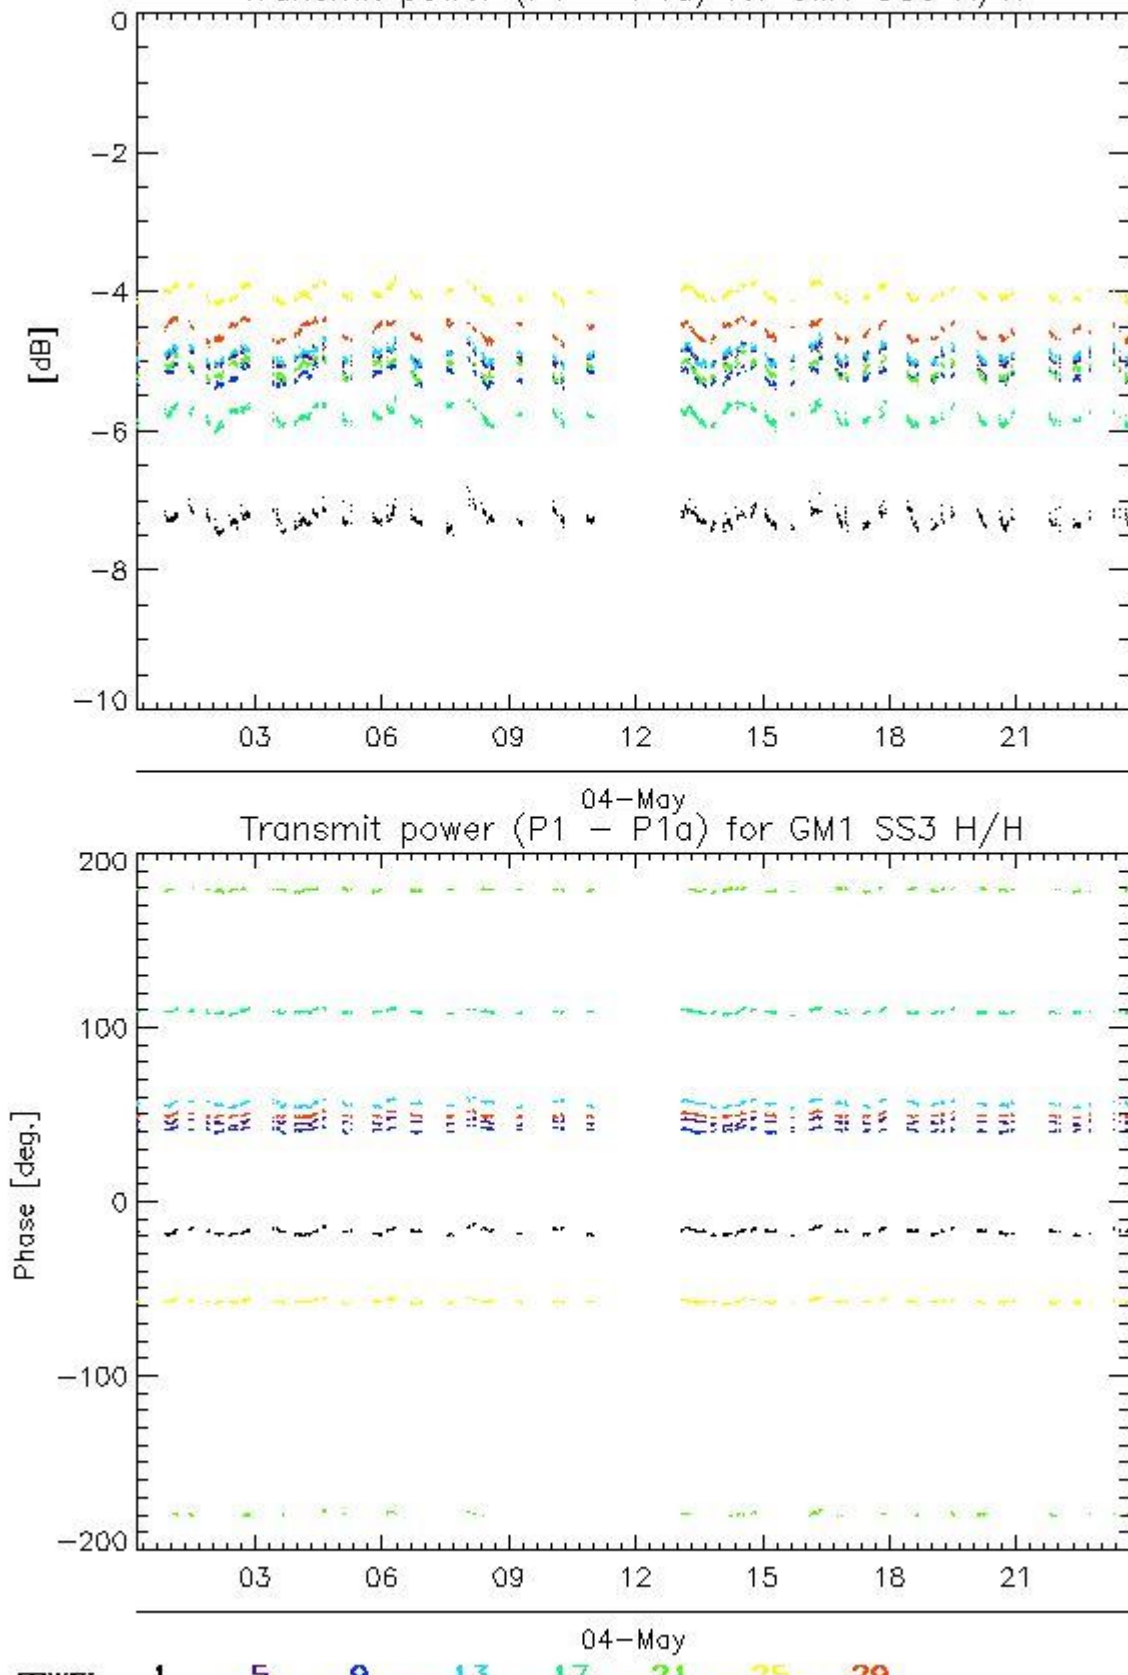 0
−2
−4
[dB]
−6
−8
−10
03 06 09 12 15 18 21
04−May
Transmit power (P1 − P1a) for GM1 SS3 H/H
200
100
Phase [deg.]
0
−100
−200
03 06 09 12 15 18 21
04−May
1 5 9 13 17 21 25 29